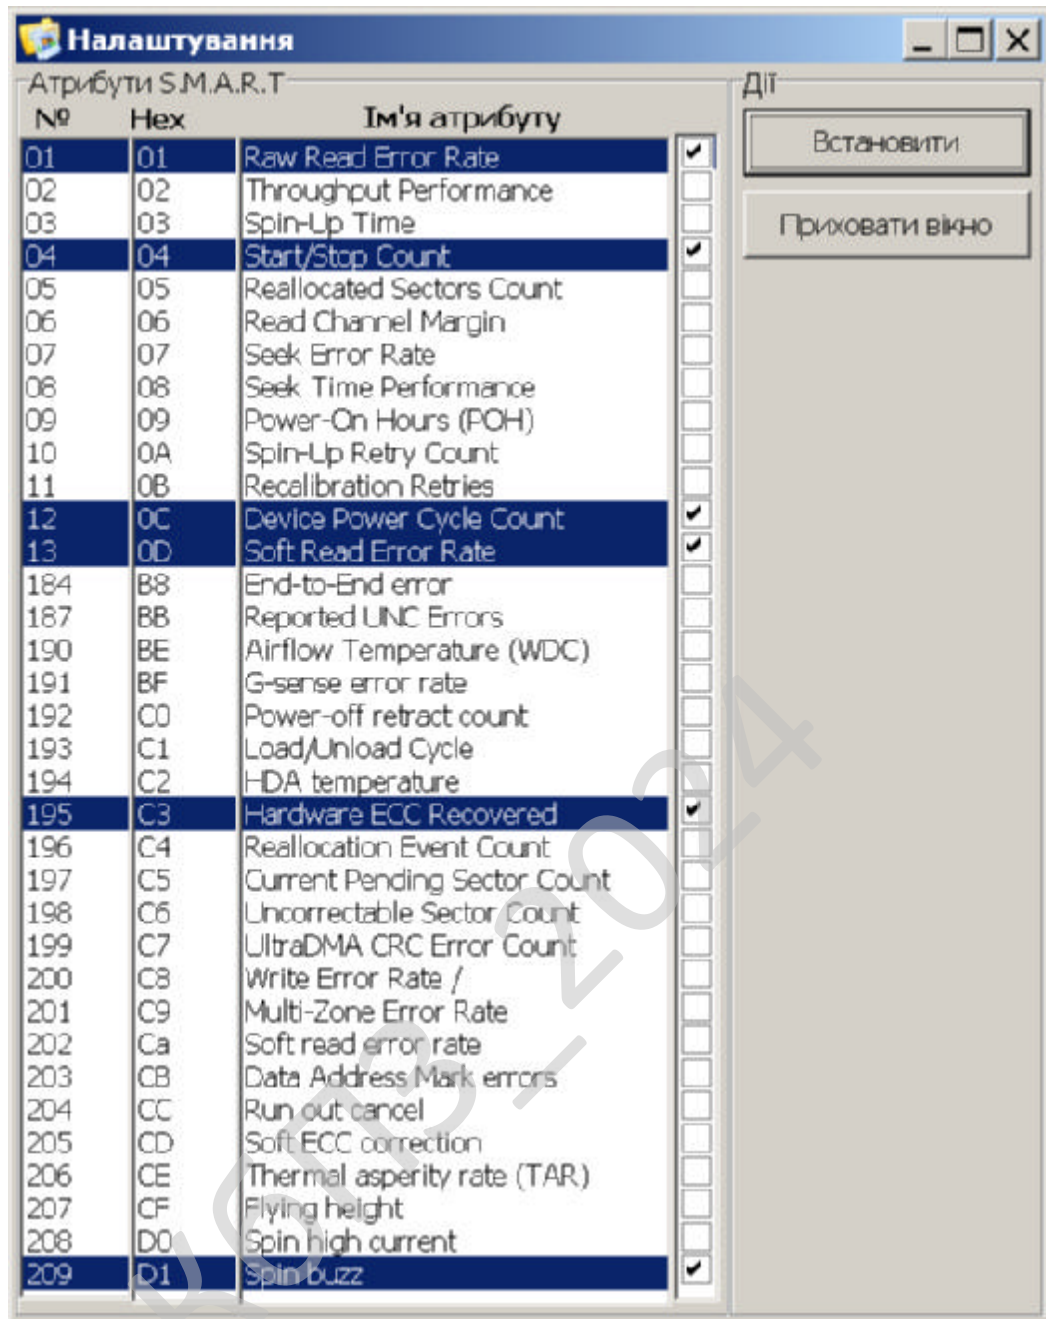 Налаштування
Атрибути S.M.A.R.T
Дії
№ Hex Ім'я атрибуту
Встановити
Приховати вікно
01 01 Raw Read Error Rate
02 02 Throughput Performance
03 03 Spin-Up Time
04 04 Start/Stop Count
05 05 Reallocated Sectors Count
06 06 Read Channel Margin
07 07 Seek Error Rate
08 08 Seek Time Performance
09 09 Power-On Hours (POH)
10 0A Spin-Up Retry Count
11 0B Recalibration Retries
12 0C Device Power Cycle Count
13 0D Soft Read Error Rate
184 B8 End-to-End error
187 BB Reported UNC Errors
190 BE Airflow Temperature (WDC)
191 BF G-sense error rate
192 C0 Power-off retract count
193 C1 Load/Unload Cycle
194 C2 HDA temperature
195 C3 Hardware ECC Recovered
196 C4 Reallocation Event Count
197 C5 Current Pending Sector Count
198 C6 Uncorrectable Sector Count
199 C7 UltraDMA CRC Error Count
200 C8 Write Error Rate /
201 C9 Multi-Zone Error Rate
202 Ca Soft read error rate
203 CB Data Address Mark errors
204 CC Run out cancel
205 CD Soft ECC correction
206 CE Thermal asperity rate (TAR)
207 CF Flying height
208 D0 Spin high current
209 D1 Spin buzz